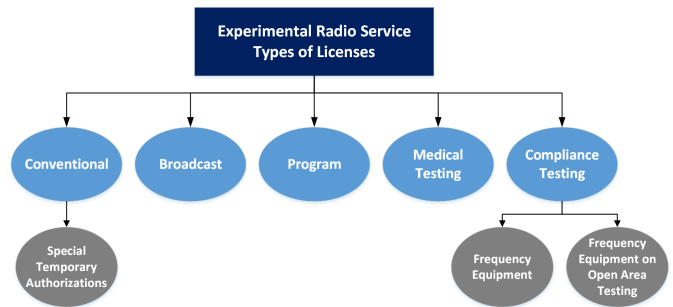 Experimental Radio Service
Types of Licenses
Conventional
Broadcast
Program
Medical
Testing
Compliance
Testing
Special
Temporary
Authorizations
Frequency
Equipment
Frequency
Equipment on
Open Area
Testing